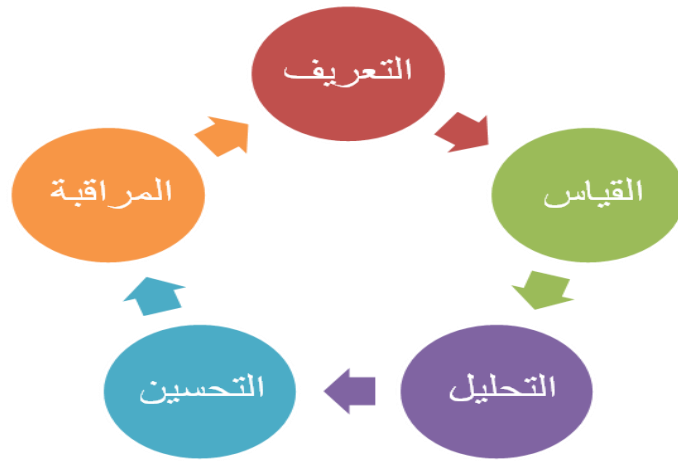 التعريف
القياس
التحليل
التحسين
المراقبة